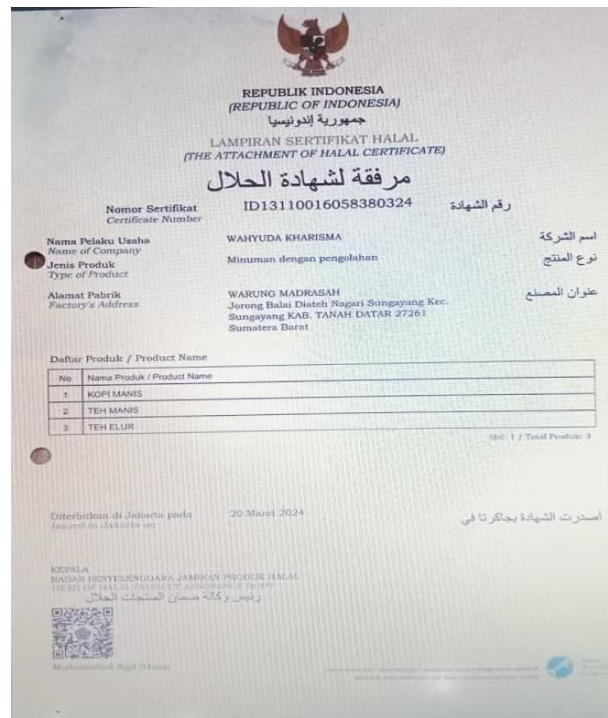 REPUBLIK INDONESIA
(REPUBLIC OF INDONESIA)
جمهورية إندونيسيا
LAMPIRAN SERTIFIKAT HALAL
(THE ATTACHMENT OF HALAL CERTIFICATE)
مرفقة لشهادة الحلال
Nomor Sertifikat ID13110016058380324 رقم الشهادة
Certificate Number
Nama Pelaku Usaha WAHYUDA KHARISMA اسم الشركة
Name of Company
Jenis Produk Minuman dengan pengolahan نوع المنتج
Type of Product
Alamat Pabrik WARUNG MADRASAH عنوان المصنع
Factory's Address Jorong Balai Diateh Nagari Sungayang Kec.
Sungayang KAB. TANAH DATAR 27261
Sumatera Barat
Daftar Produk / Product Name
No Nama Produk / Product Name
1 KOPI MANIS
2 TEH MANIS
3 TEH ELUR
Hal: 1 / Total Produk: 3
Diterbitkan di Jakarta pada 20 Maret 2024 أصدرت الشهادة بجاكرتا في
Issued in Jakarta on
KEPALA
BADAN PENYELENGGARA JAMINAN PRODUK HALAL
HEAD OF HALAL PRODUCT ASSURANCE BODY
رئيس وكالة ضمان المنتجات الحلال
Muhammad Aqil Irham